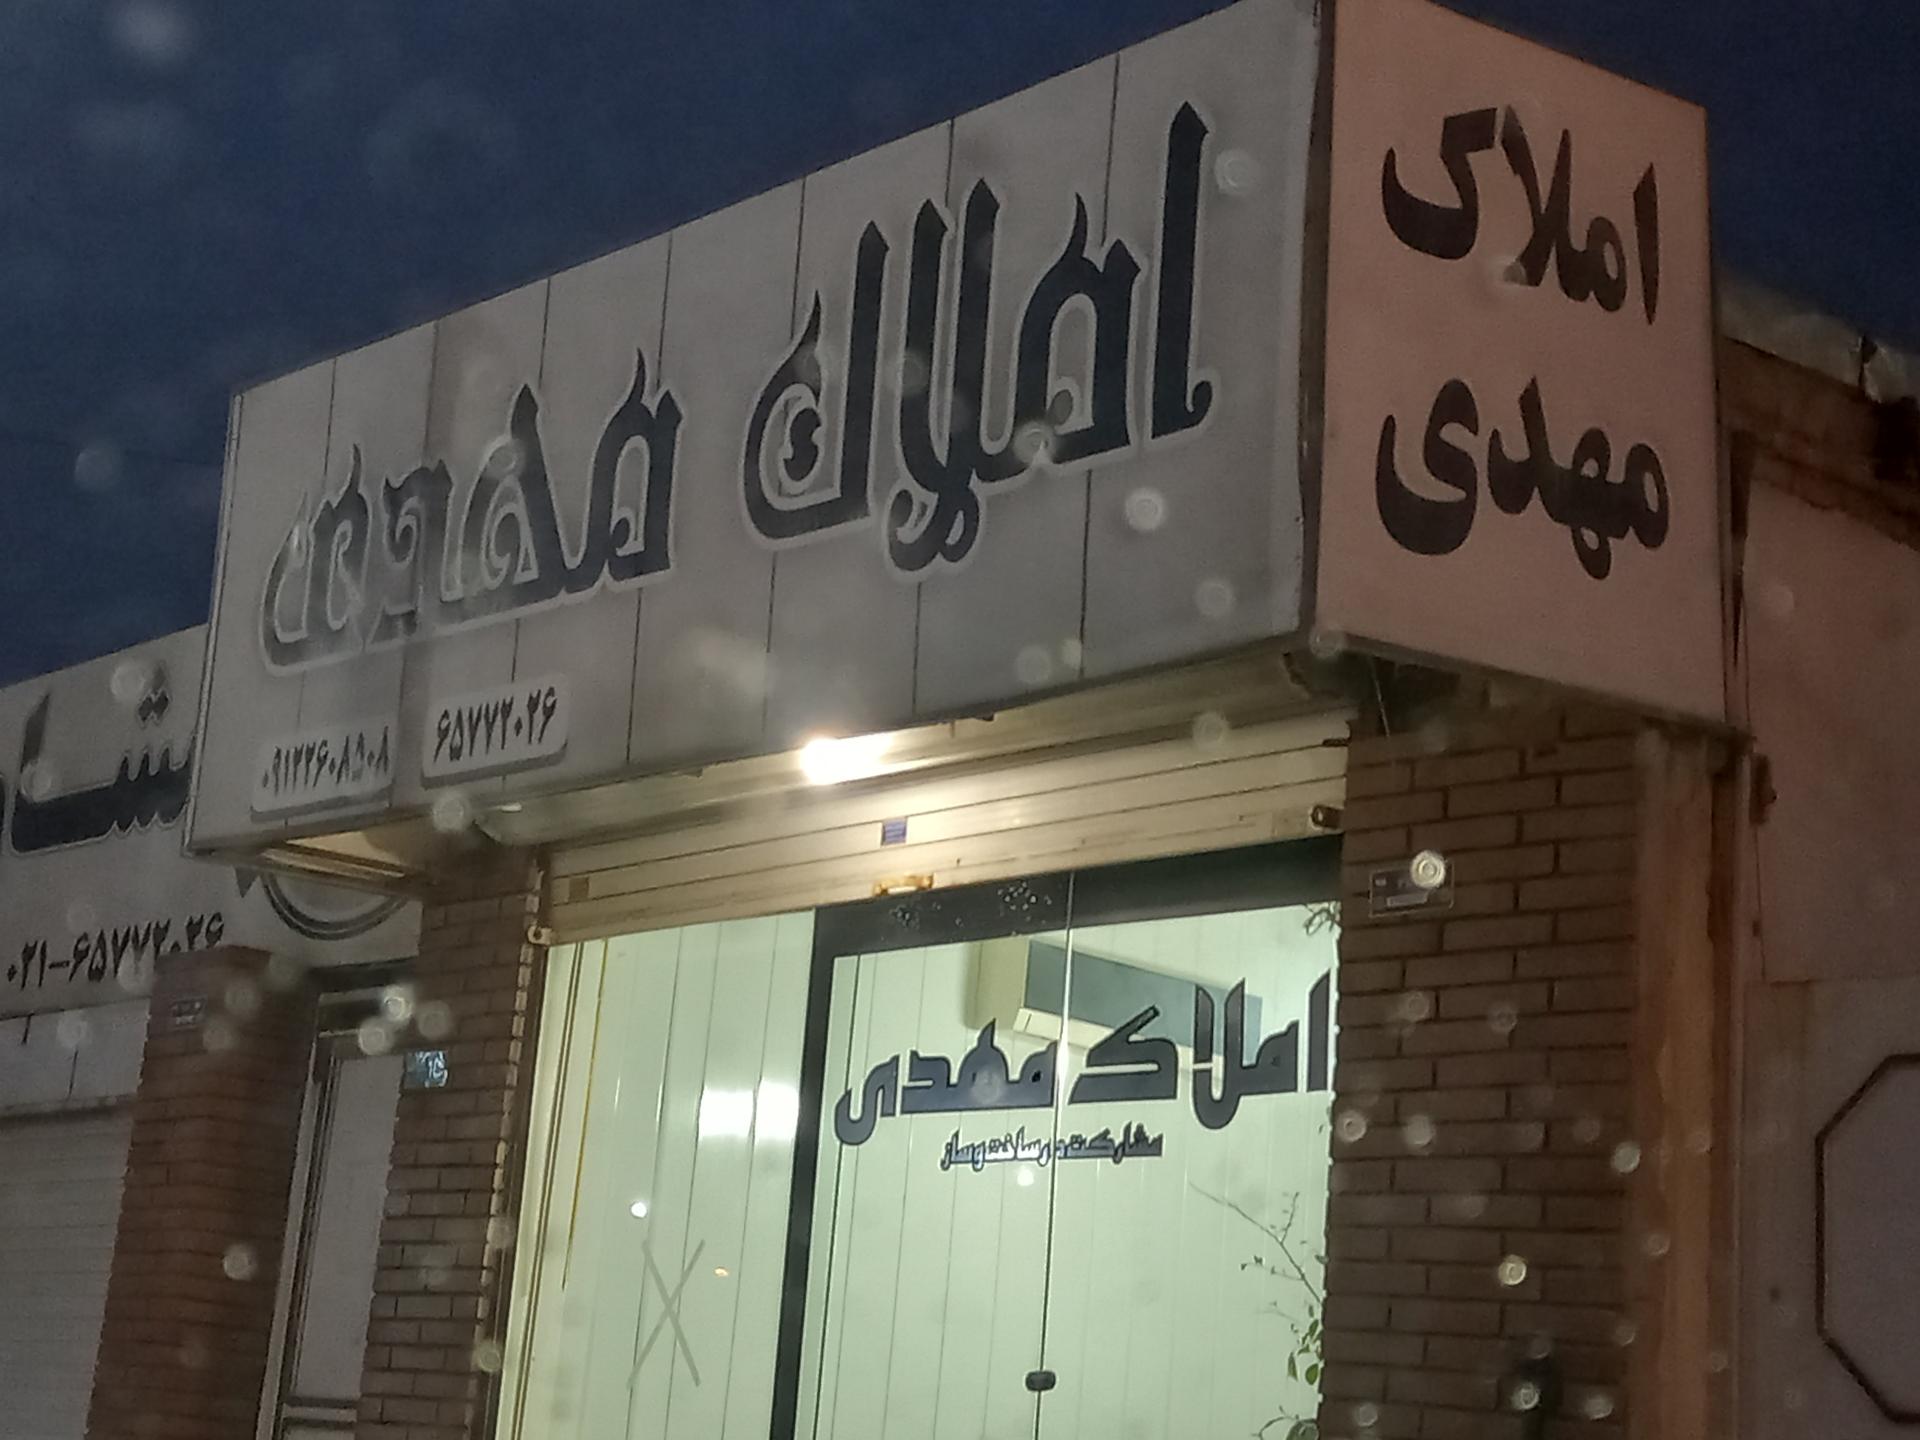 املاک مهدی
۶۵۷۷۲۰۲۶
۰۹۱۲۲۶۰۸۵۰۸
املاک
مهدی
۰۲۱-۶۵۷۷۲۰۲۶
املاک مهدی
مشارکت در ساخت و ساز